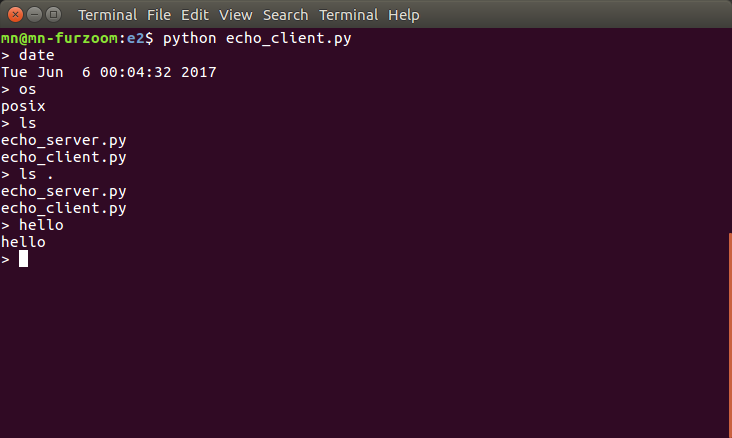 Terminal File Edit View Search Terminal Help
mn@mn-furzoom:e2$ python echo_client.py
> date
Tue Jun  6 00:04:32 2017
> os
posix
> ls
echo_server.py
echo_client.py
> ls .
echo_server.py
echo_client.py
> hello
hello
>